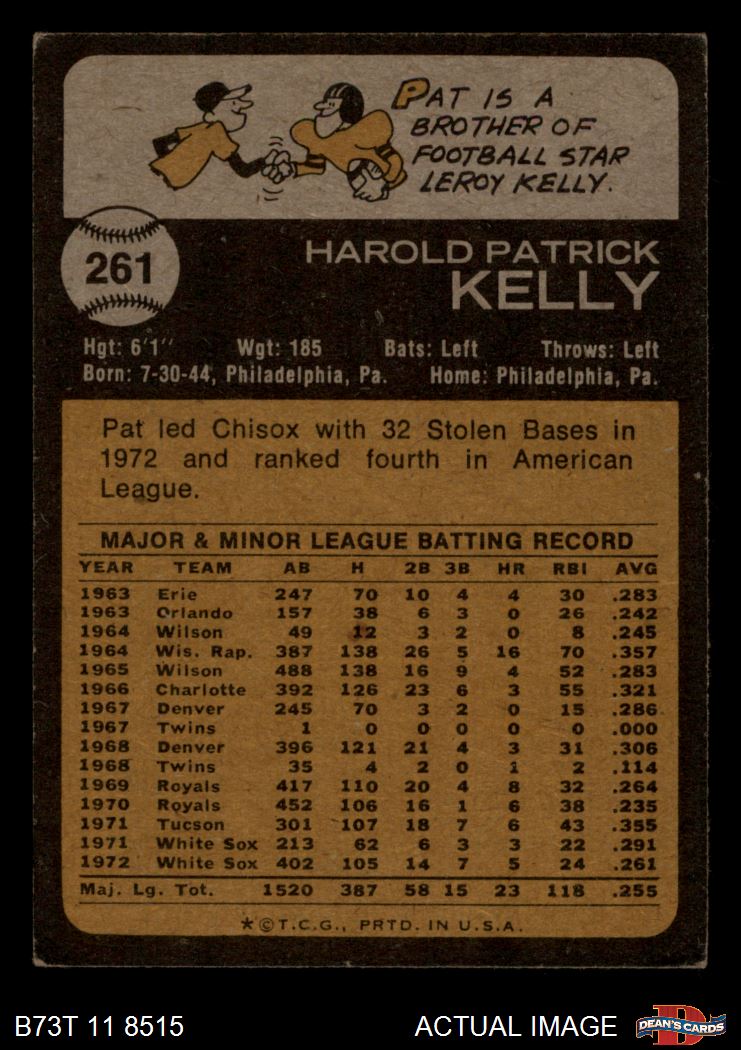 PAT IS A
BROTHER OF
FOOTBALL STAR
LEROY KELLY.
261
HAROLD PATRICK
KELLY
Hgt: 6'1" Wgt: 185 Bats: Left Throws: Left
Born: 7-30-44, Philadelphia, Pa. Home: Philadelphia, Pa.
Pat led Chisox with 32 Stolen Bases in
1972 and ranked fourth in American
League.
MAJOR & MINOR LEAGUE BATTING RECORD
YEAR TEAM AB H 2B 3B HR RBI AVG
1963 Erie 247 70 10 4 4 30 .283
1963 Orlando 157 38 6 3 0 26 .242
1964 Wilson 49 12 3 2 0 8 .245
1964 Wis. Rap. 387 138 26 5 16 70 .357
1965 Wilson 488 138 16 9 4 52 .283
1966 Charlotte 392 126 23 6 3 55 .321
1967 Denver 245 70 3 2 0 15 .286
1967 Twins 1 0 0 0 0 0 .000
1968 Denver 396 121 21 4 3 31 .306
1968 Twins 35 4 2 0 1 2 .114
1969 Royals 417 110 20 4 8 32 .264
1970 Royals 452 106 16 1 6 38 .235
1971 Tucson 301 107 18 7 6 43 .355
1971 White Sox 213 62 6 3 3 22 .291
1972 White Sox 402 105 14 7 5 24 .261
Maj. Lg. Tot. 1520 387 58 15 23 118 .255
*©T.C.G., PRTD. IN U.S.A.
B73T 11 8515 ACTUAL IMAGE D DEAN'S CARDS